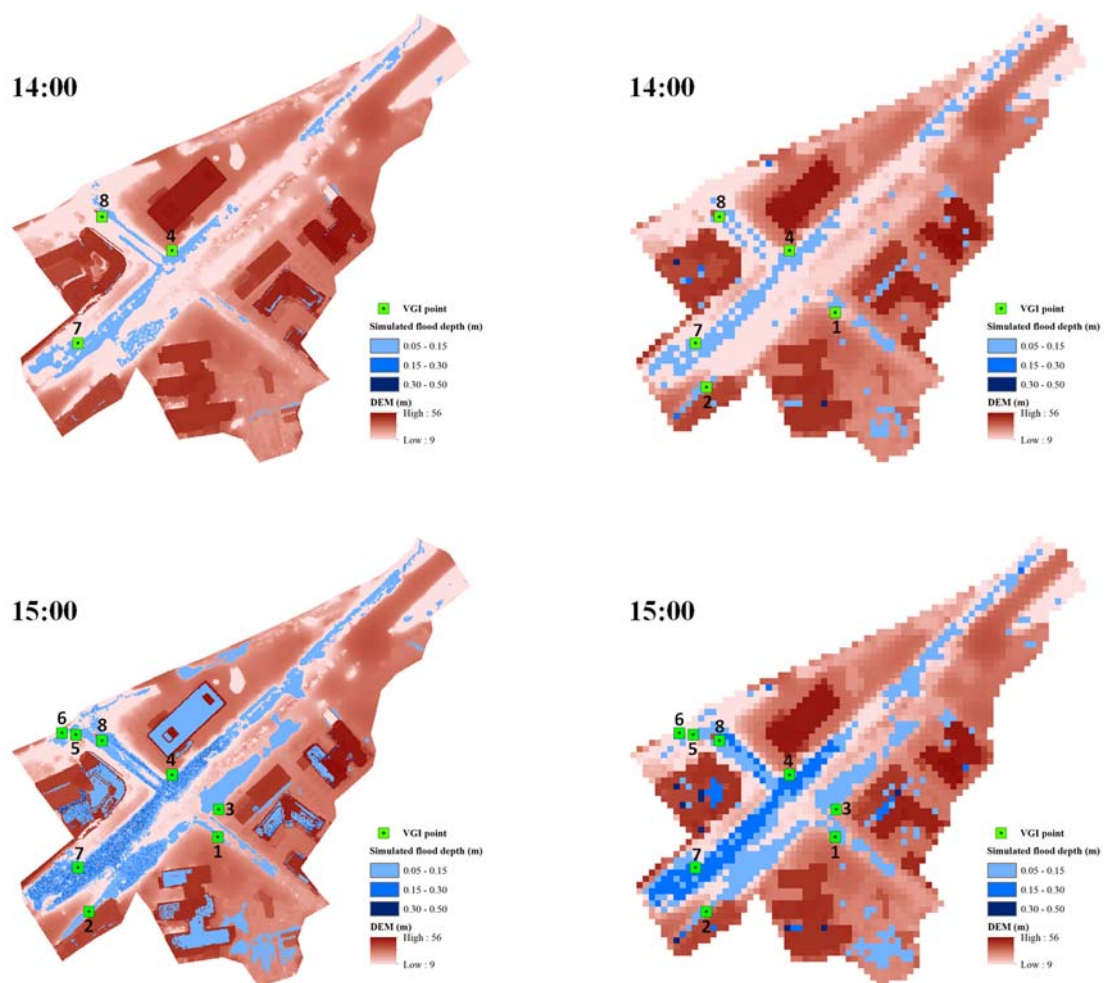 14:00
8
4
7
VGI point
Simulated flood depth (m)
0.05 - 0.15
0.15 - 0.30
0.30 - 0.50
DEM (m)
High : 56
Low : 9
14:00
8
4
1
7
2
VGI point
Simulated flood depth (m)
0.05 - 0.15
0.15 - 0.30
0.30 - 0.50
DEM (m)
High : 56
Low : 9
15:00
6
5
8
4
3
1
7
2
VGI point
Simulated flood depth (m)
0.05 - 0.15
0.15 - 0.30
0.30 - 0.50
DEM (m)
High : 56
Low : 9
15:00
6
5
8
4
3
1
7
2
VGI point
Simulated flood depth (m)
0.05 - 0.15
0.15 - 0.30
0.30 - 0.50
DEM (m)
High : 56
Low : 9